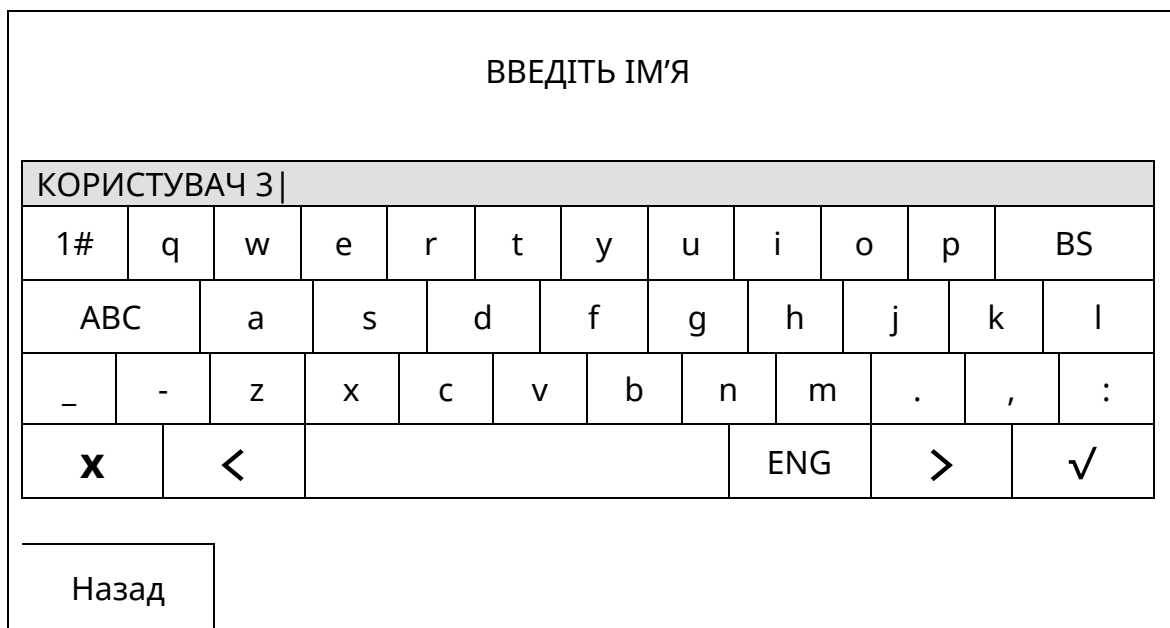 ВВЕДІТЬ ІМ’Я
КОРИСТУВАЧ 3|
1# q w e r t y u i o p BS
ABC a s d f g h j k l
_ - z x c v b n m . , :
x < ENG > √
Назад